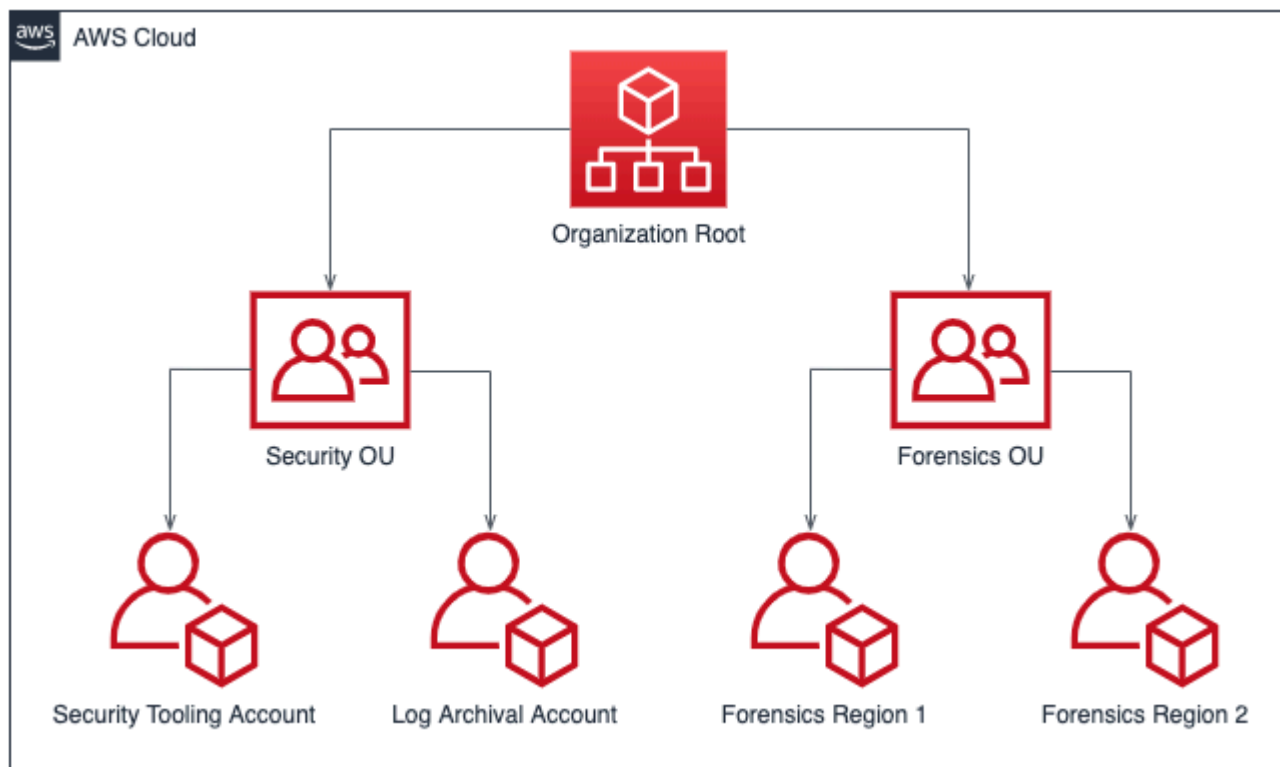 aws
AWS Cloud
Organization Root
Security OU
Forensics OU
Security Tooling Account
Log Archival Account
Forensics Region 1
Forensics Region 2